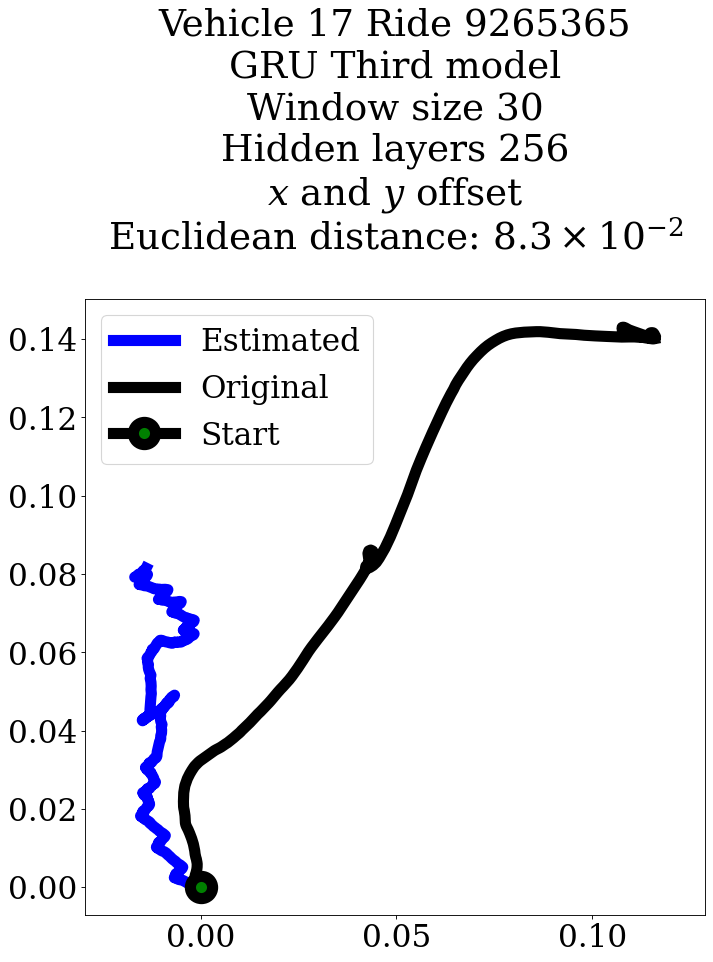 Vehicle 17 Ride 9265365
GRU Third model
Window size 30
Hidden layers 256
x and y offset
Euclidean distance: 8.3 × 10⁻²
Estimated
Original
Start
0.14
0.12
0.10
0.08
0.06
0.04
0.02
0.00
0.00 0.05 0.10